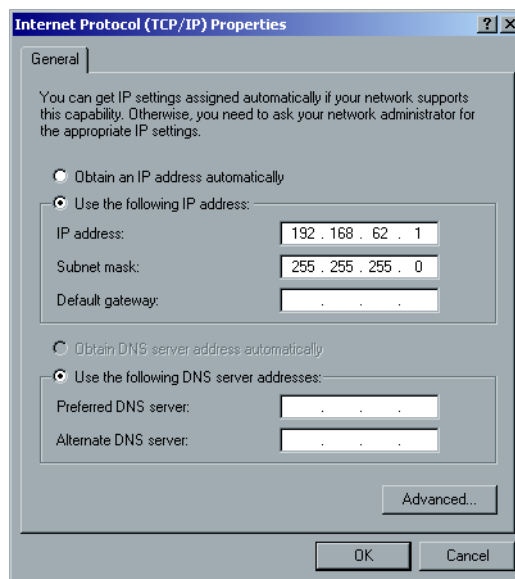 Internet Protocol (TCP/IP) Properties
General
You can get IP settings assigned automatically if your network supports
this capability. Otherwise, you need to ask your network administrator for
the appropriate IP settings.
Obtain an IP address automatically
Use the following IP address:
IP address: 192 . 168 . 62 . 1
Subnet mask: 255 . 255 . 255 . 0
Default gateway: . . .
Obtain DNS server address automatically
Use the following DNS server addresses:
Preferred DNS server: . . .
Alternate DNS server: . . .
Advanced...
OK Cancel